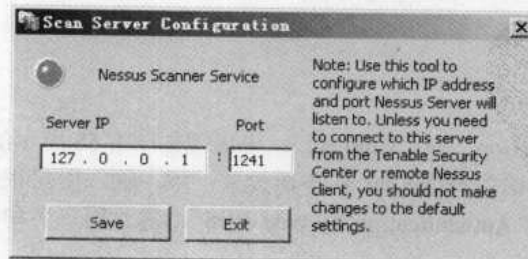 Scan Server Configuration
Nessus Scanner Service
Server IP
Port
127 . 0 . 0 . 1 : 1241
Save
Exit
Note: Use this tool to
configure which IP address
and port Nessus Server will
listen to. Unless you need
to connect to this server
from the Tenable Security
Center or remote Nessus
client, you should not make
changes to the default
settings.